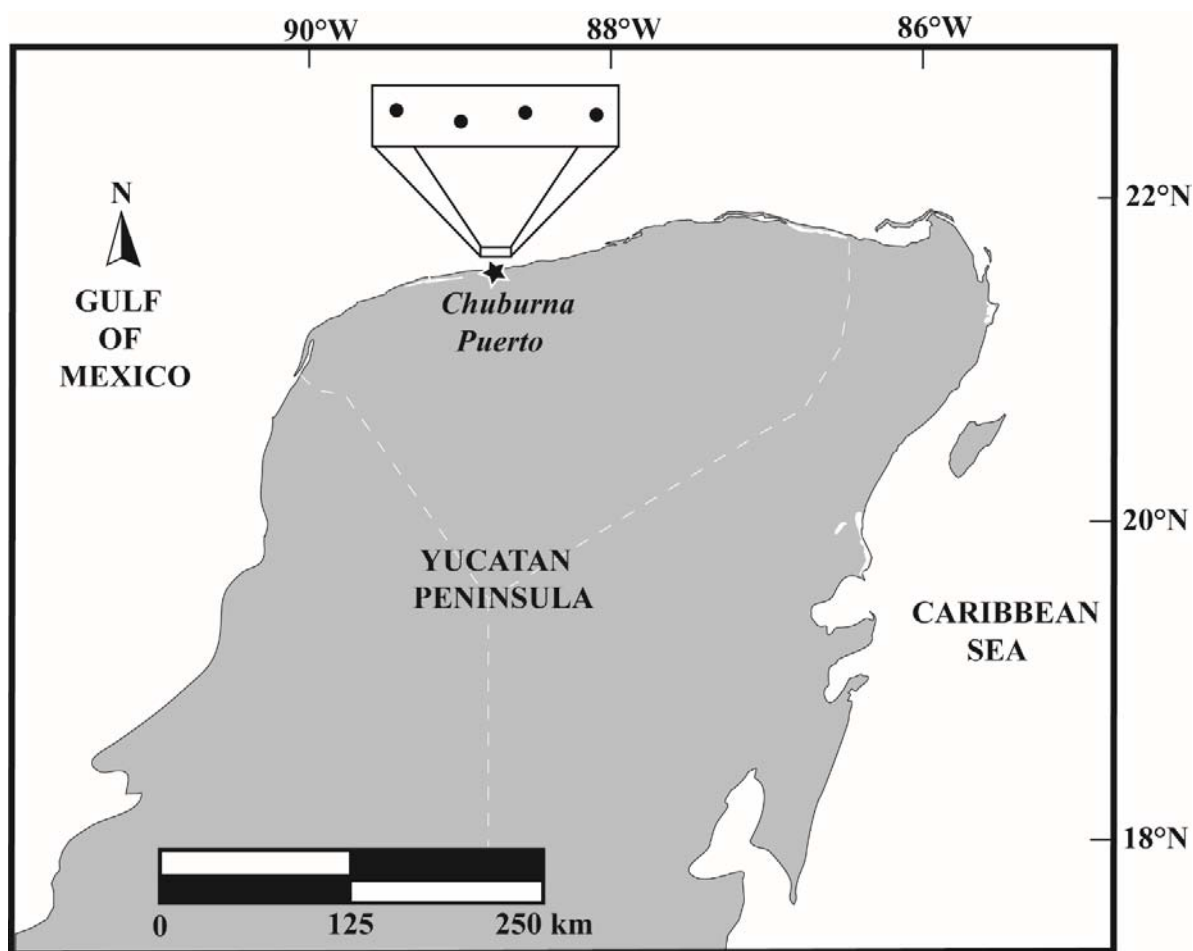 90°W 88°W 86°W
22°N
N
GULF
OF
MEXICO
Chuburna
Puerto
20°N
YUCATAN
PENINSULA
CARIBBEAN
SEA
18°N
0 125 250 km